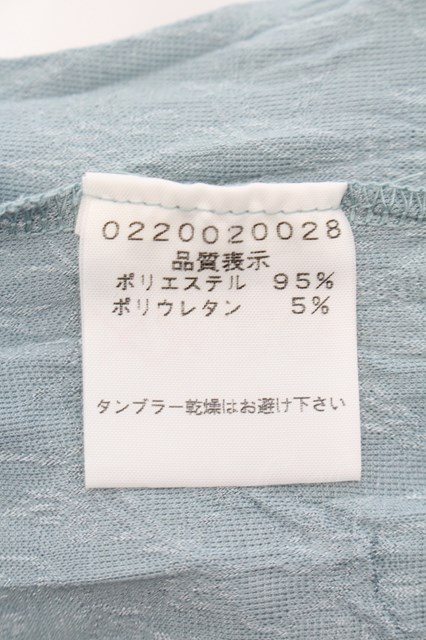 0220020028
品質表示
ポリエステル 95%
ポリウレタン 5%
タンブラー乾燥はお避け下さい